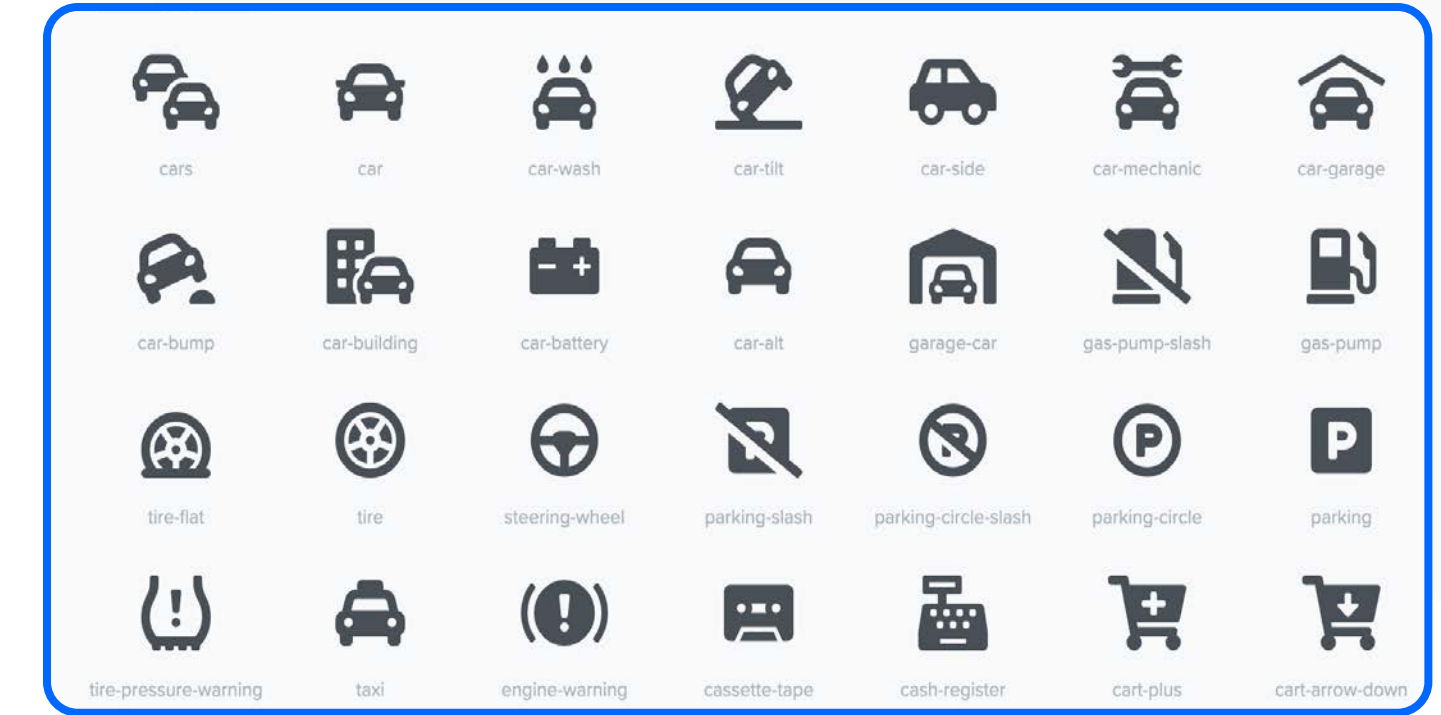 cars car car-wash car-tilt car-side car-mechanic car-garage
car-bump car-building car-battery car-alt garage-car gas-pump-slash gas-pump
P P P P
tire-flat tire steering-wheel parking-slash parking-circle-slash parking-circle parking
tire-pressure-warning taxi engine-warning cassette-tape cash-register cart-plus cart-arrow-down